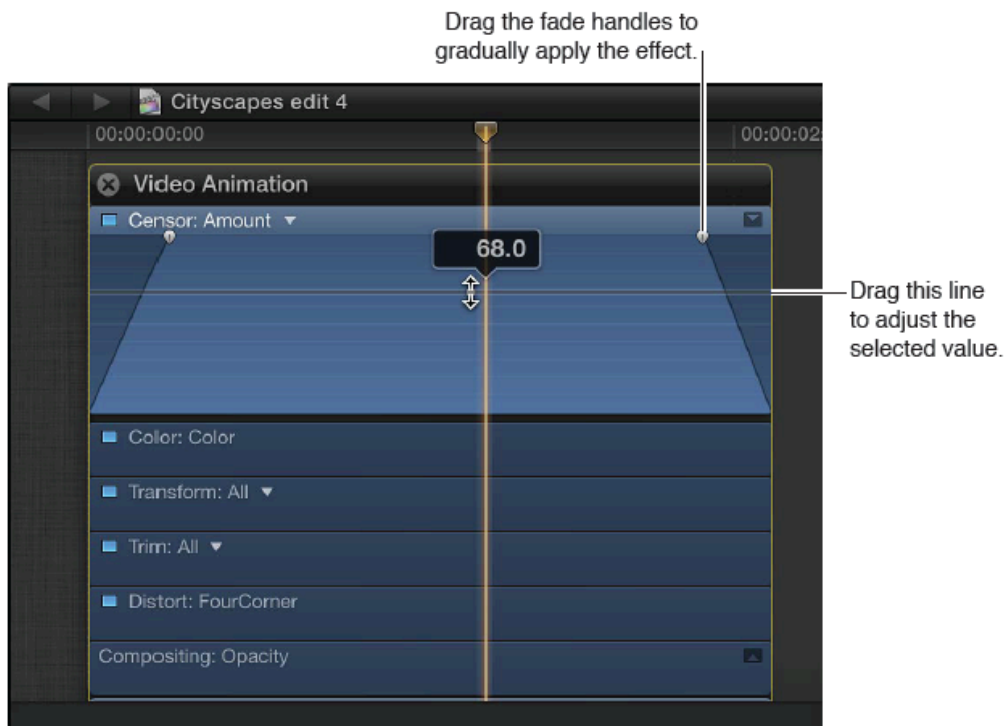 Drag the fade handles to
gradually apply the effect.
Cityscapes edit 4
00:00:00:00
00:00:02:
Video Animation
Censor: Amount
68.0
Drag this line
to adjust the
selected value.
Color: Color
Transform: All
Trim: All
Distort: FourCorner
Compositing: Opacity